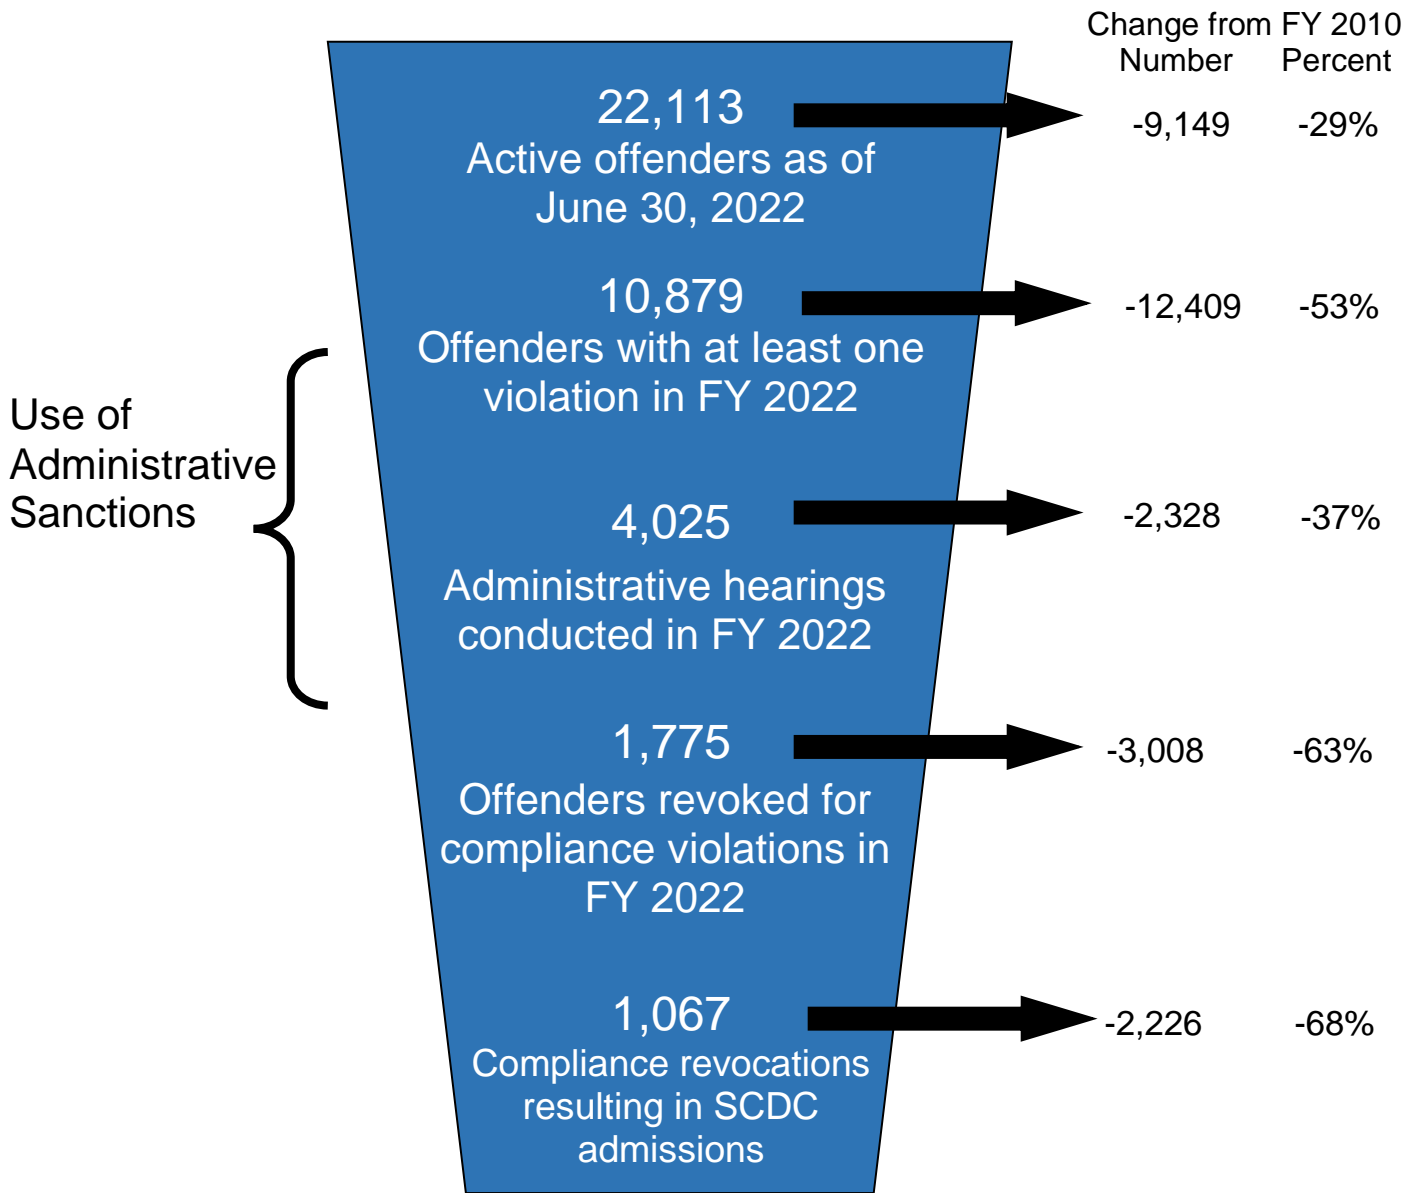 Change from FY 2010
Number Percent
22,113
Active offenders as of
June 30, 2022
-9,149 -29%
10,879
Offenders with at least one
violation in FY 2022
-12,409 -53%
Use of
Administrative
Sanctions
4,025
Administrative hearings
conducted in FY 2022
-2,328 -37%
1,775
Offenders revoked for
compliance violations in
FY 2022
-3,008 -63%
1,067
Compliance revocations
resulting in SCDC
admissions
-2,226 -68%